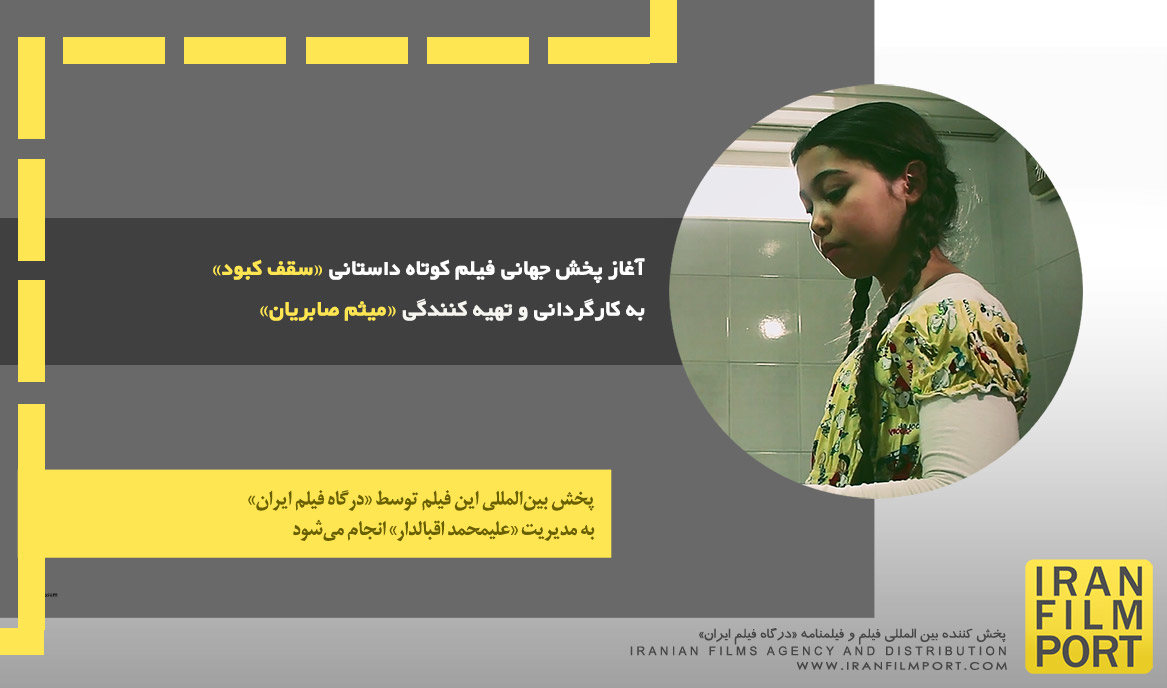 آغاز پخش جهانی فیلم کوتاه داستانی «سقف کبود»
به کارگردانی و تهیه کنندگی «میثم صابریان»
پخش بین‌المللی این فیلم توسط «درگاه فیلم ایران»
به مدیریت «علیمحمد اقبالدار» انجام می‌شود
پخش کننده بین المللی فیلم و فیلمنامه «درگاه فیلم ایران»
IRANIAN FILMS AGENCY AND DISTRIBUTION
WWW.IRANFILMPORT.COM
IRAN
FILM
PORT